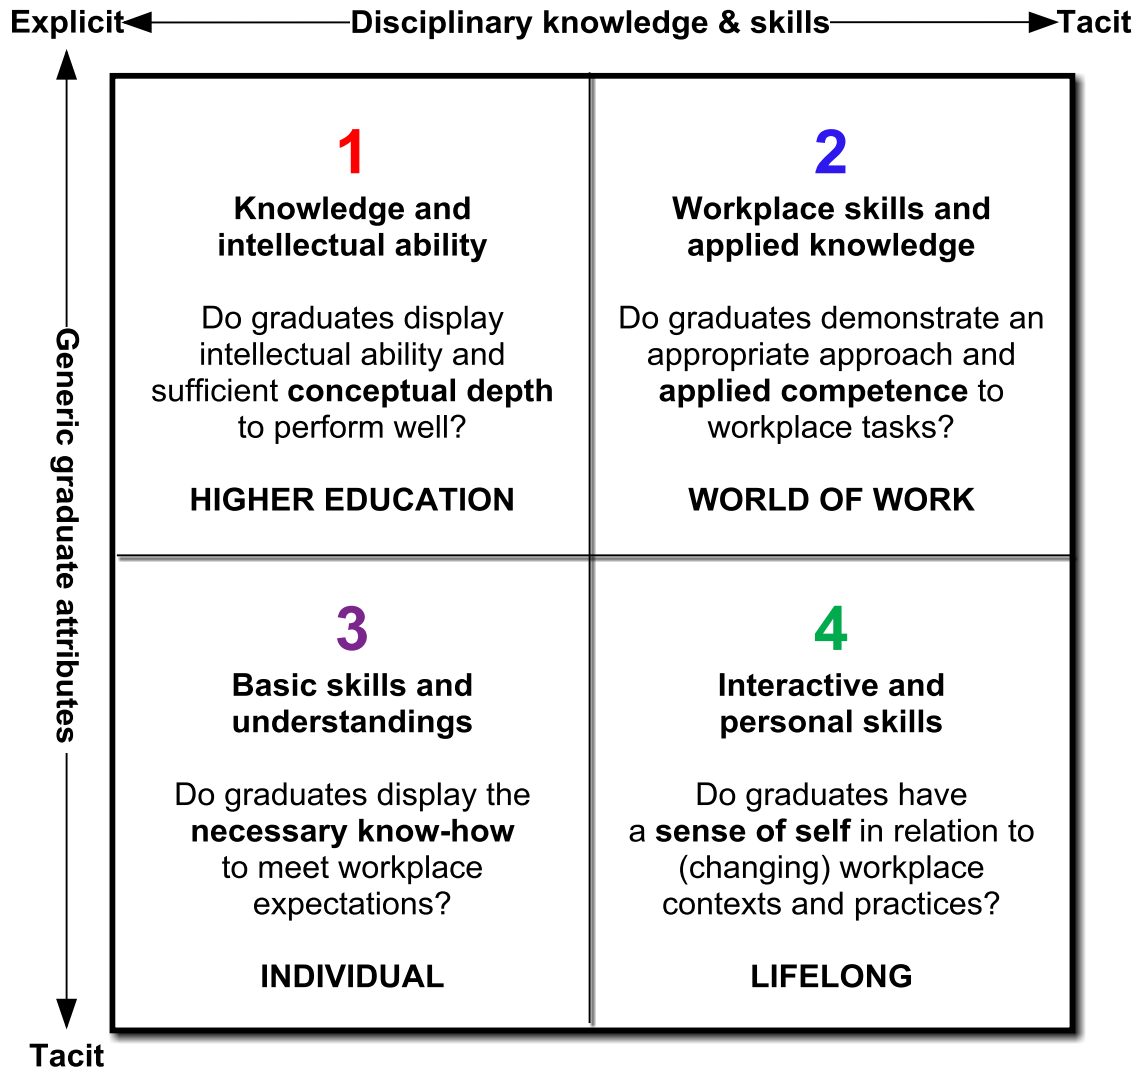 Explicit Disciplinary knowledge & skills Tacit
Generic graduate attributes
1
Knowledge and
intellectual ability
Do graduates display
intellectual ability and
sufficient conceptual depth
to perform well?
HIGHER EDUCATION
2
Workplace skills and
applied knowledge
Do graduates demonstrate an
appropriate approach and
applied competence to
workplace tasks?
WORLD OF WORK
3
Basic skills and
understandings
Do graduates display the
necessary know-how
to meet workplace
expectations?
INDIVIDUAL
4
Interactive and
personal skills
Do graduates have
a sense of self in relation to
(changing) workplace
contexts and practices?
LIFELONG
Tacit